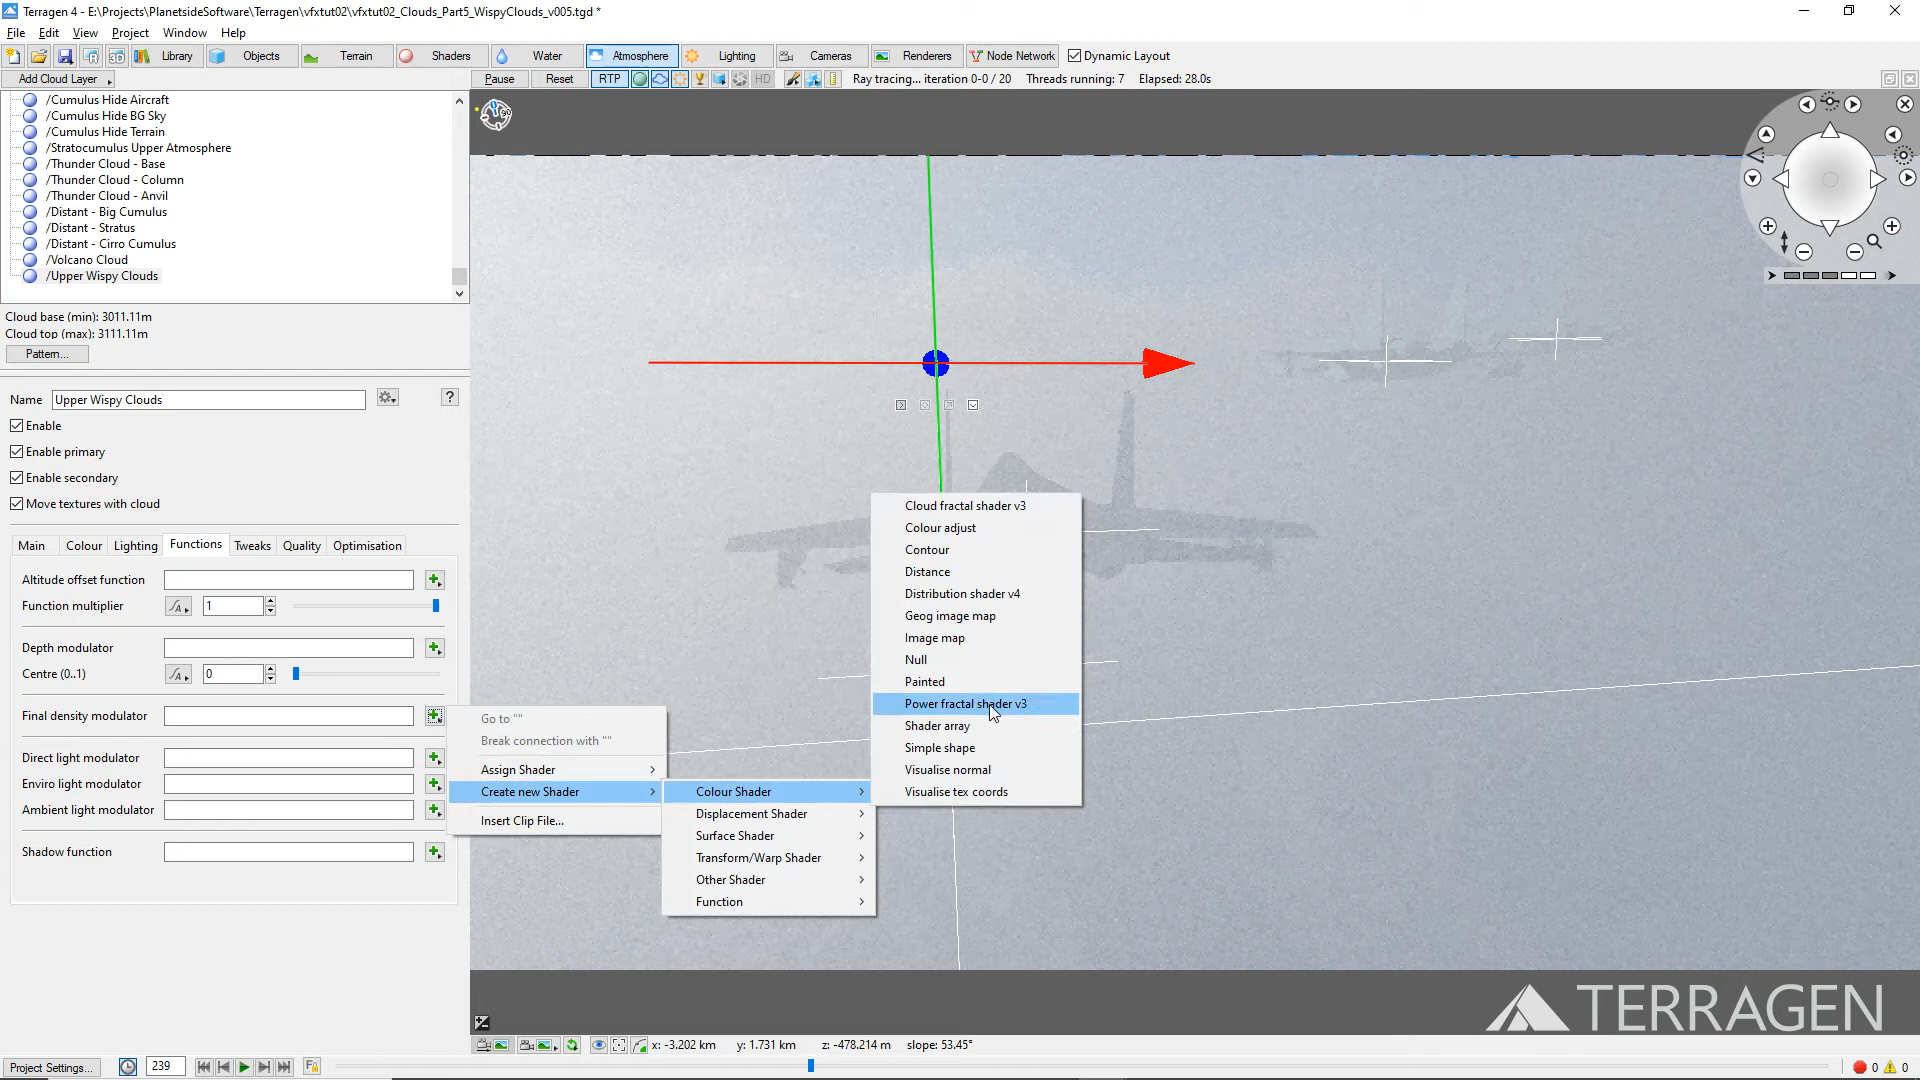 Terragen 4 - E:\Projects\PlanetsideSoftware\Terragen\vfxtut02\vfxtut02_Clouds_Part5_WispyClouds_v005.tgd *
File Edit View Project Window Help
Library Objects Terrain Shaders Water Atmosphere Lighting Cameras Renderers Node Network Dynamic Layout
Add Cloud Layer Pause Reset RTP HD Ray tracing... iteration 0-0 / 20 Threads running: 7 Elapsed: 28.0s
/Cumulus Hide Aircraft
/Cumulus Hide BG Sky
/Cumulus Hide Terrain
/Stratocumulus Upper Atmosphere
/Thunder Cloud - Base
/Thunder Cloud - Column
/Thunder Cloud - Anvil
/Distant - Big Cumulus
/Distant - Stratus
/Distant - Cirro Cumulus
/Volcano Cloud
/Upper Wispy Clouds
Cloud base (min): 3011.11m
Cloud top (max): 3111.11m
Pattern...
Name Upper Wispy Clouds ?
Enable
Enable primary
Enable secondary
Move textures with cloud
Main Colour Lighting Functions Tweaks Quality Optimisation
Altitude offset function
Function multiplier 1
Depth modulator
Centre (0..1) 0
Final density modulator
Direct light modulator
Enviro light modulator
Ambient light modulator
Shadow function
Go to ""
Break connection with ""
Assign Shader
Create new Shader
Insert Clip File...
Colour Shader
Displacement Shader
Surface Shader
Transform/Warp Shader
Other Shader
Function
Cloud fractal shader v3
Colour adjust
Contour
Distance
Distribution shader v4
Geog image map
Image map
Null
Painted
Power fractal shader v3
Shader array
Simple shape
Visualise normal
Visualise tex coords
TERRAGEN
x: -3.202 km y: 1.731 km z: -478.214 m slope: 53.45°
Project Settings... 239 0 0